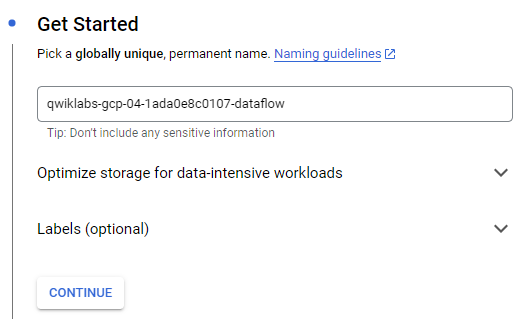 Get Started
Pick a globally unique, permanent name. Naming guidelines
qwiklabs-gcp-04-1ada0e8c0107-dataflow
Tip: Don't include any sensitive information
Optimize storage for data-intensive workloads
Labels (optional)
CONTINUE